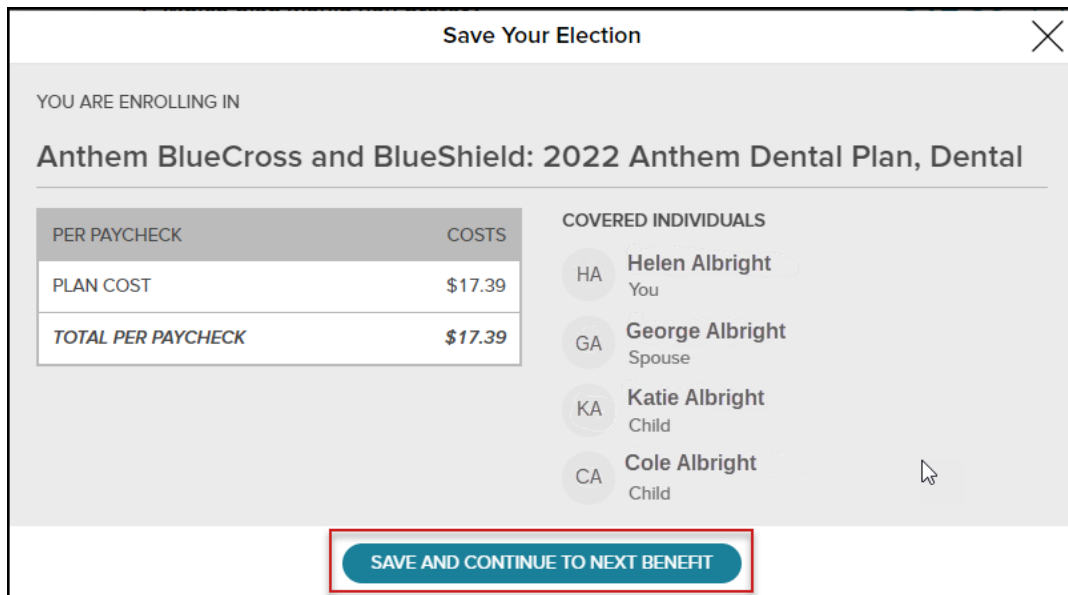 Save Your Election
YOU ARE ENROLLING IN
Anthem BlueCross and BlueShield: 2022 Anthem Dental Plan, Dental
PER PAYCHECK COSTS
PLAN COST $17.39
TOTAL PER PAYCHECK $17.39
COVERED INDIVIDUALS
HA Helen Albright
You
GA George Albright
Spouse
KA Katie Albright
Child
CA Cole Albright
Child
SAVE AND CONTINUE TO NEXT BENEFIT